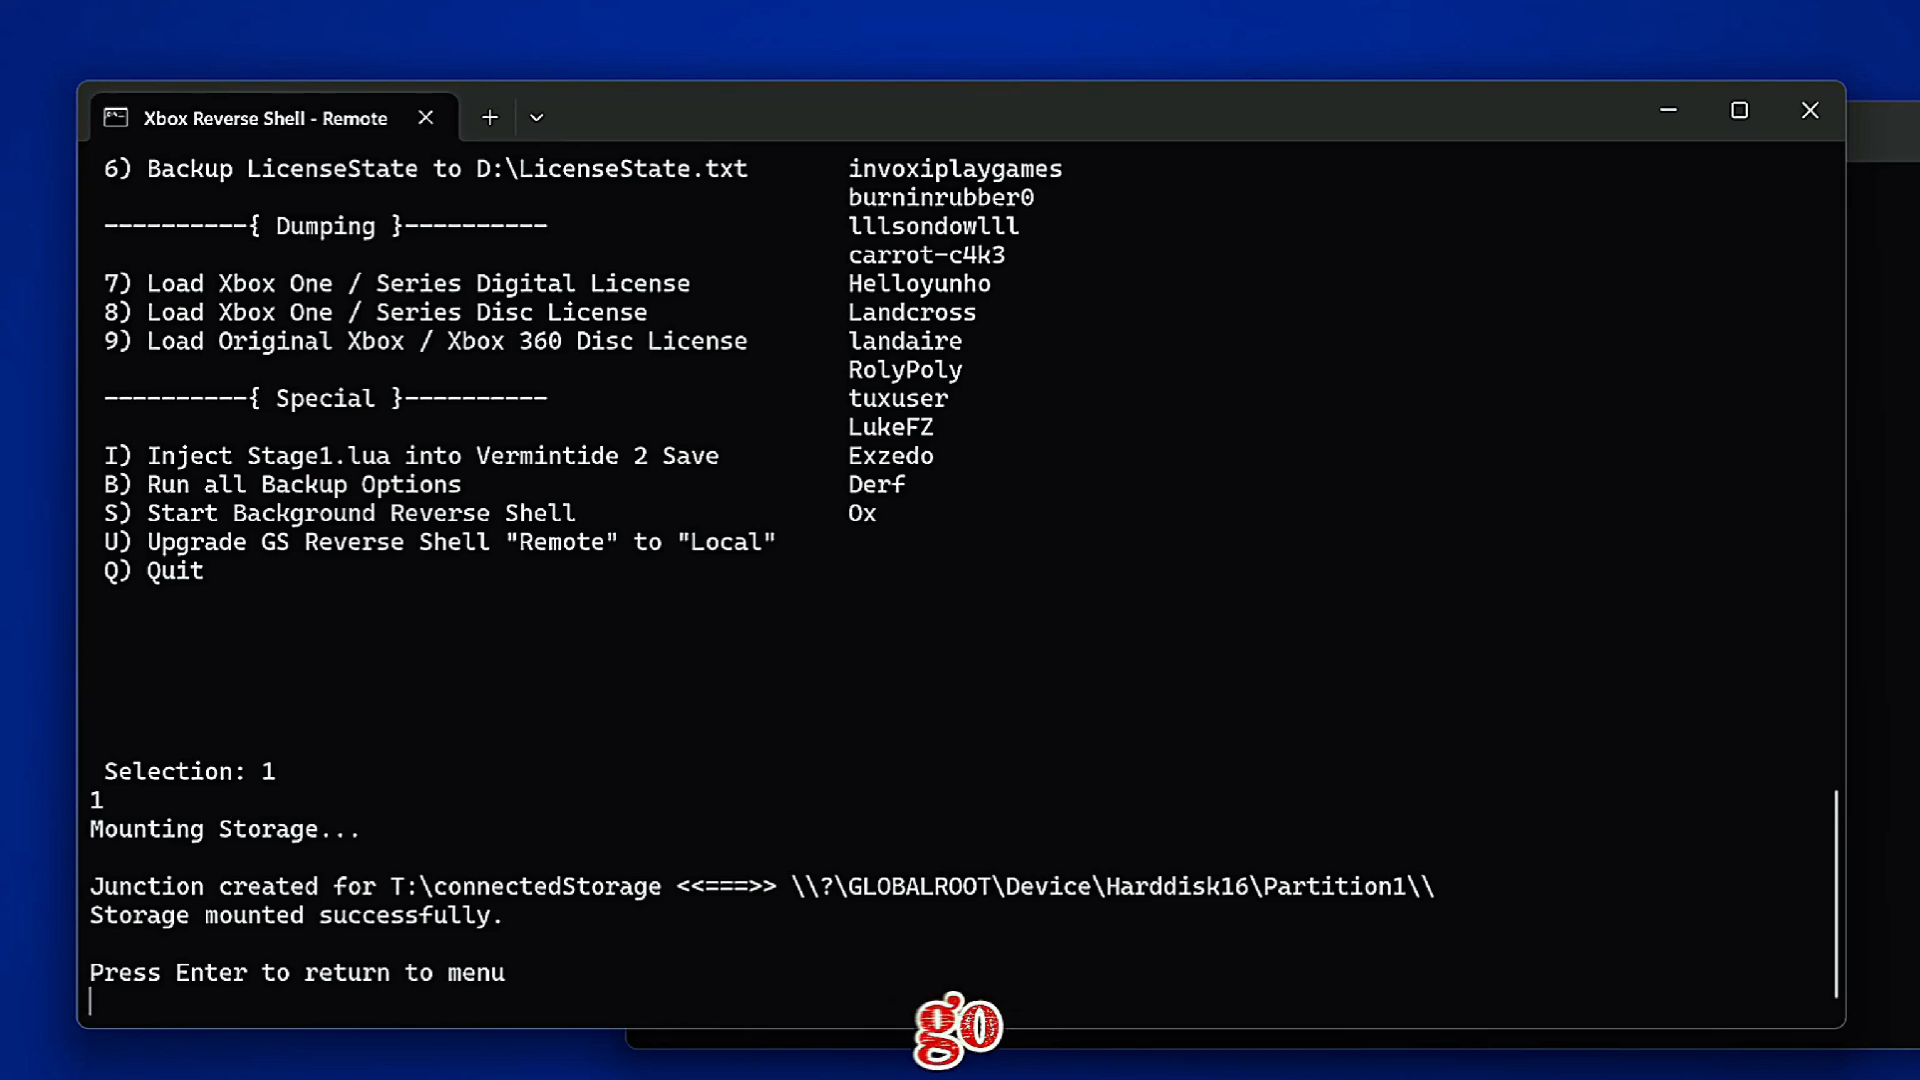 Xbox Reverse Shell - Remote
6) Backup LicenseState to D:\LicenseState.txt
----------{ Dumping }----------
7) Load Xbox One / Series Digital License
8) Load Xbox One / Series Disc License
9) Load Original Xbox / Xbox 360 Disc License
----------{ Special }----------
I) Inject Stage1.lua into Vermintide 2 Save
B) Run all Backup Options
S) Start Background Reverse Shell
U) Upgrade GS Reverse Shell "Remote" to "Local"
Q) Quit
invoxiplaygames
burninrubber0
lllsondowlll
carrot-c4k3
Helloyunho
Landcross
landaire
RolyPoly
tuxuser
LukeFZ
Exzedo
Derf
Ox
Selection: 1
1
Mounting Storage...
Junction created for T:\connectedStorage <<===>> \\?\GLOBALROOT\Device\Harddisk16\Partition1\\
Storage mounted successfully.
Press Enter to return to menu
go